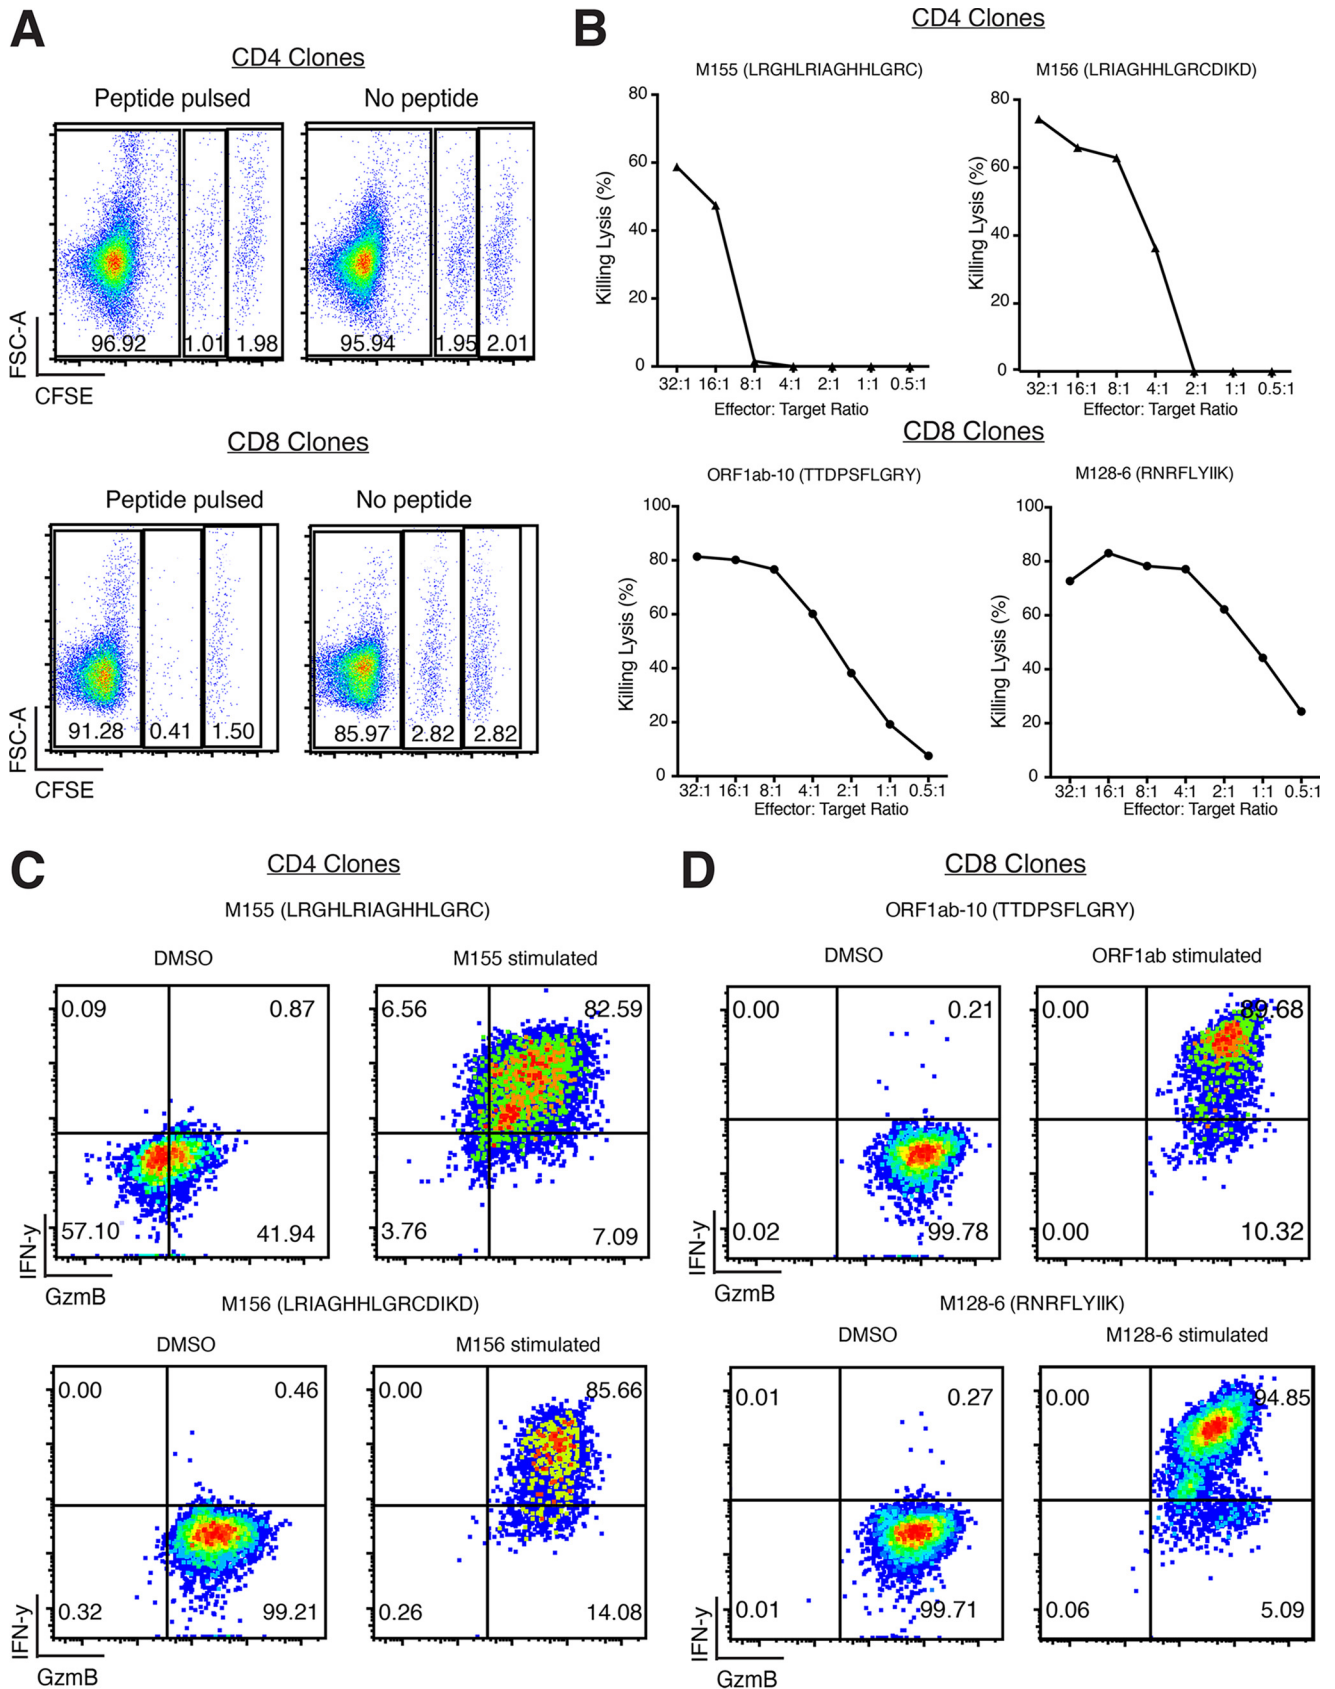 A
CD4 Clones
Peptide pulsed
No peptide
96.92
1.01
1.98
95.94
1.95
2.01
FSC-A
CFSE
CD8 Clones
Peptide pulsed
No peptide
91.28
0.41
1.50
85.97
2.82
2.82
FSC-A
CFSE
B
CD4 Clones
M155 (LRGHLRIAGHHLGRC)
Killing Lysis (%)
80
60
40
20
0
32:1 16:1 8:1 4:1 2:1 1:1 0.5:1
Effector: Target Ratio
M156 (LRIAGHHLGRCDIKD)
Killing Lysis (%)
80
60
40
20
0
32:1 16:1 8:1 4:1 2:1 1:1 0.5:1
Effector: Target Ratio
CD8 Clones
ORF1ab-10 (TTDPSFLGRY)
Killing Lysis (%)
100
80
60
40
20
0
32:1 16:1 8:1 4:1 2:1 1:1 0.5:1
Effector: Target Ratio
M128-6 (RNRFLYIIK)
Killing Lysis (%)
100
80
60
40
20
0
32:1 16:1 8:1 4:1 2:1 1:1 0.5:1
Effector: Target Ratio
C
CD4 Clones
M155 (LRGHLRIAGHHLGRC)
DMSO
M155 stimulated
0.09
0.87
57.10
41.94
6.56
82.59
3.76
7.09
IFN-y
GzmB
M156 (LRIAGHHLGRCDIKD)
DMSO
M156 stimulated
0.00
0.46
0.32
99.21
0.00
85.66
0.26
14.08
IFN-y
GzmB
D
CD8 Clones
ORF1ab-10 (TTDPSFLGRY)
DMSO
ORF1ab stimulated
0.00
0.21
0.02
99.78
0.00
89.68
0.00
10.32
IFN-y
GzmB
M128-6 (RNRFLYIIK)
DMSO
M128-6 stimulated
0.01
0.27
0.01
99.71
0.00
94.85
0.06
5.09
IFN-y
GzmB